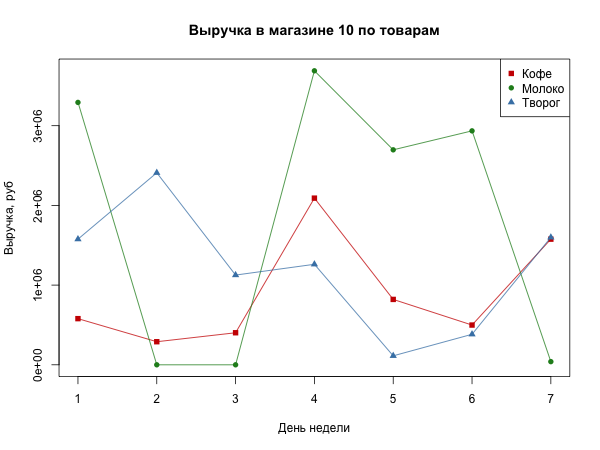 Выручка в магазине 10 по товарам
Кофе
Молоко
Творог
Выручка, руб
3e+06
2e+06
1e+06
0e+00
1 2 3 4 5 6 7
День недели